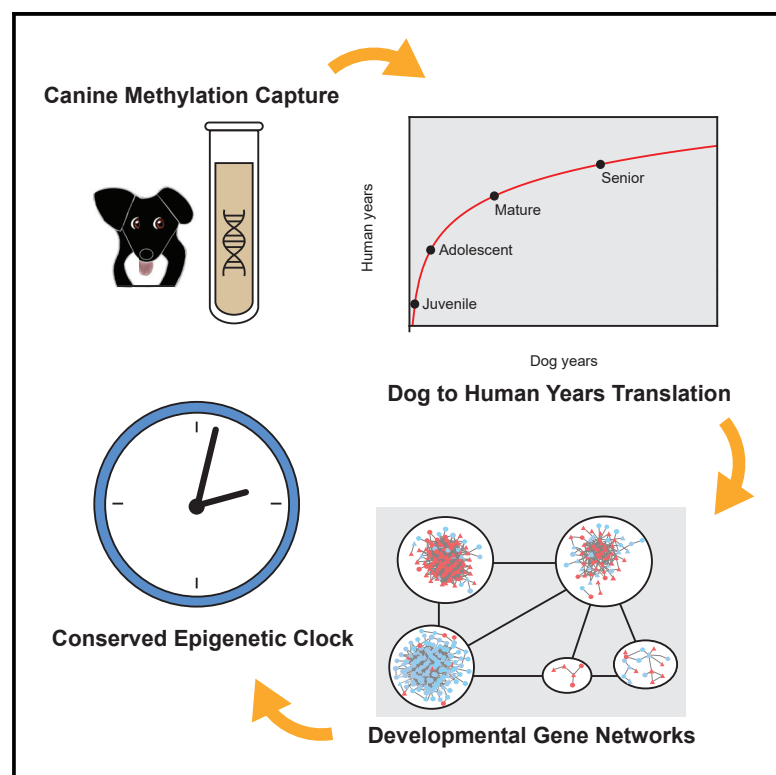 Canine Methylation Capture
Human years
Senior
Mature
Adolescent
Juvenile
Dog years
Dog to Human Years Translation
Developmental Gene Networks
Conserved Epigenetic Clock